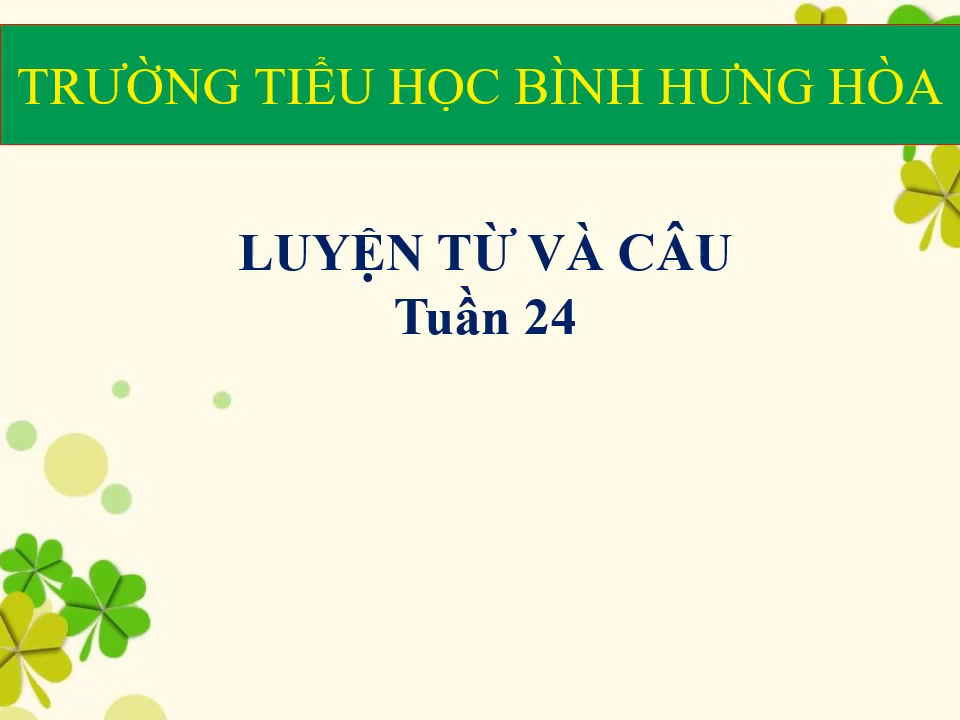 TRƯỜNG TIỂU HỌC BÌNH HƯNG HÒA
LUYỆN TỪ VÀ CÂU
Tuần 24